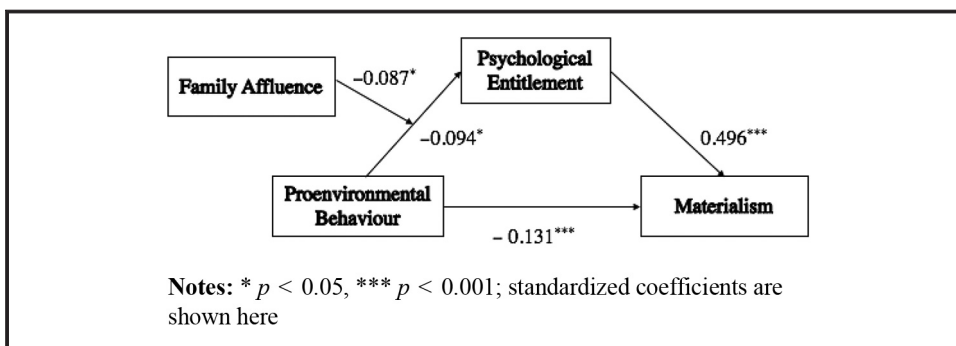 Psychological
Entitlement
Family Affluence
−0.087*
−0.094*
0.496***
Proenvironmental
Behaviour
Materialism
− 0.131***
Notes: * p < 0.05, *** p < 0.001; standardized coefficients are
shown here